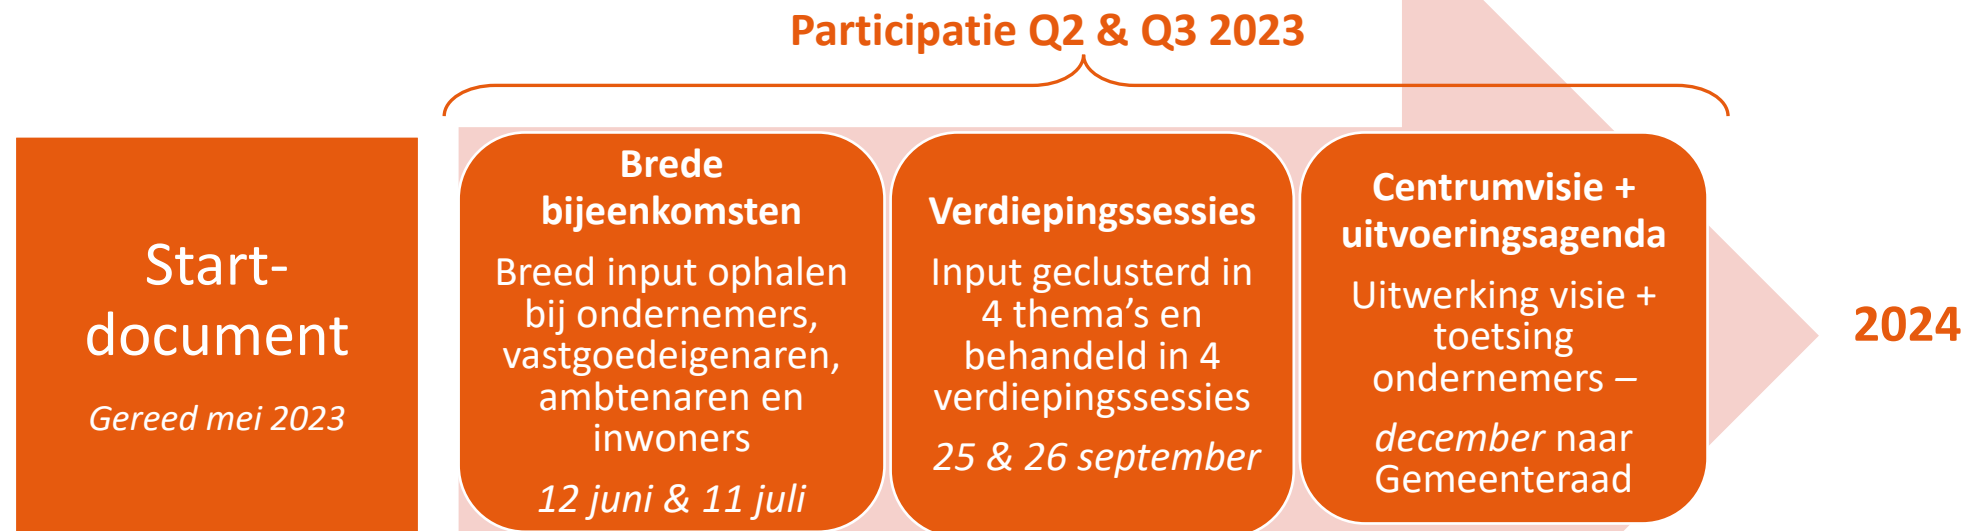 Participatie Q2 & Q3 2023
Start-
document
Gereed mei 2023
Brede
bijeenkomsten
Breed input ophalen
bij ondernemers,
vastgoedeigenaren,
ambtenaren en
inwoners
12 juni & 11 juli
Verdiepingssessies
Input geclusterd in
4 thema’s en
behandeld in 4
verdiepingssessies
25 & 26 september
Centrumvisie +
uitvoeringsagenda
Uitwerking visie +
toetsing
ondernemers –
december naar
Gemeenteraad
2024